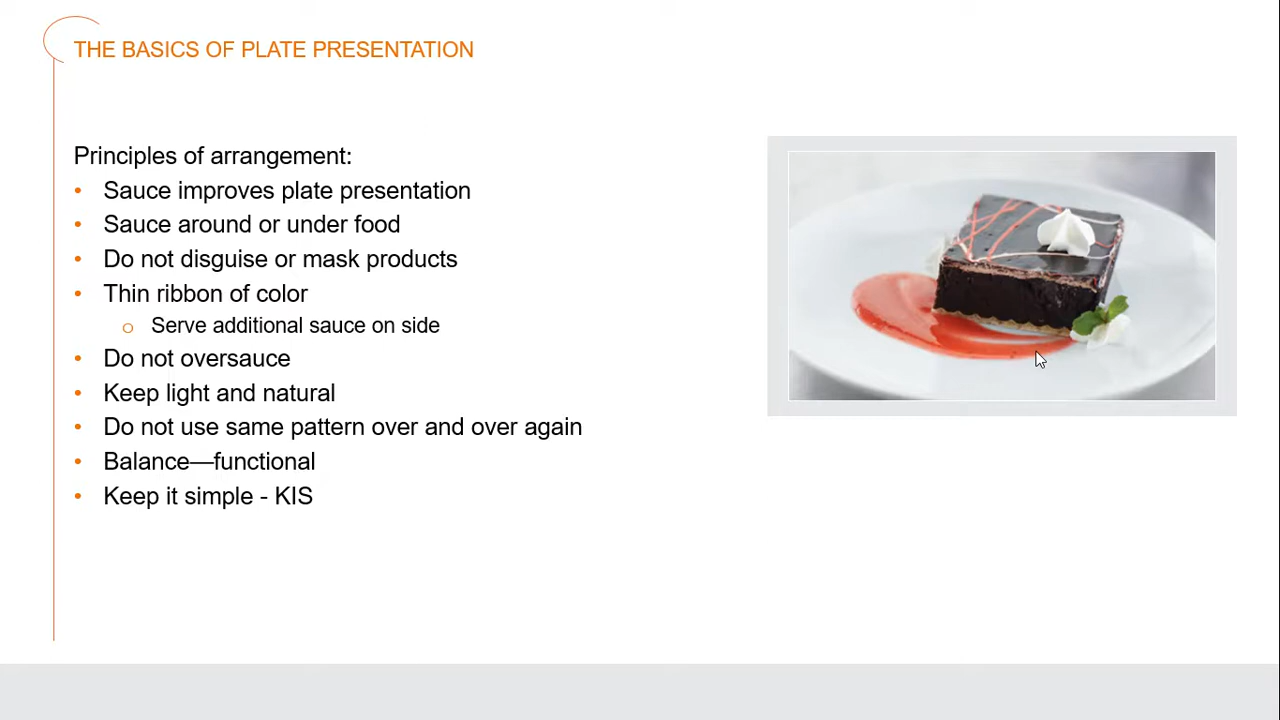 THE BASICS OF PLATE PRESENTATION
Principles of arrangement:
• Sauce improves plate presentation
• Sauce around or under food
• Do not disguise or mask products
• Thin ribbon of color
o Serve additional sauce on side
• Do not oversauce
• Keep light and natural
• Do not use same pattern over and over again
• Balance—functional
• Keep it simple - KIS